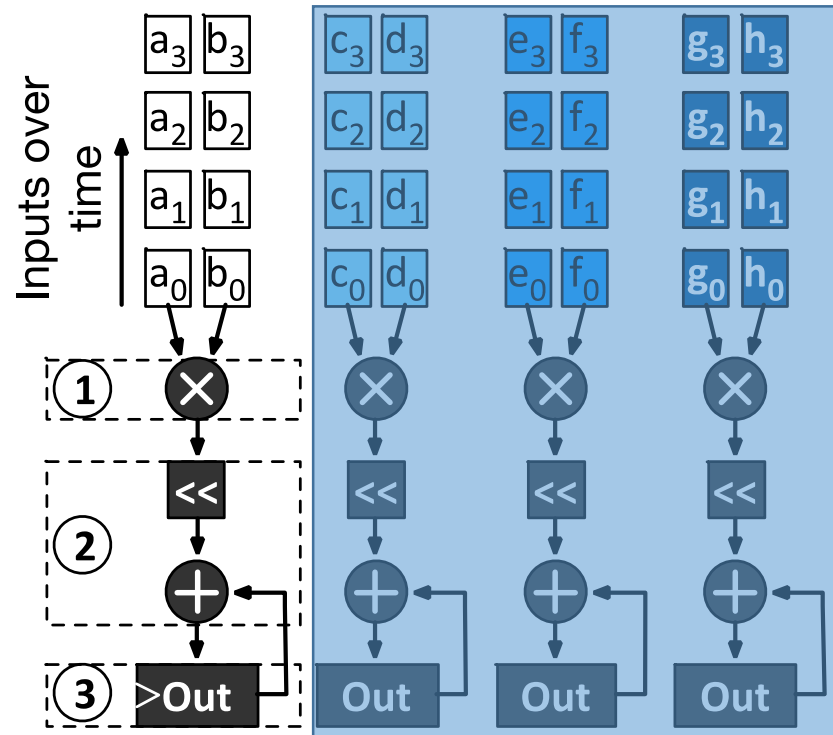 a3 b3 c3 d3 e3 f3 g3 h3
a2 b2 c2 d2 e2 f2 g2 h2
a1 b1 c1 d1 e1 f1 g1 h1
a0 b0 c0 d0 e0 f0 g0 h0
Inputs over
time
1 × × × ×
<< << << <<
2
+ + + +
3 >Out Out Out Out